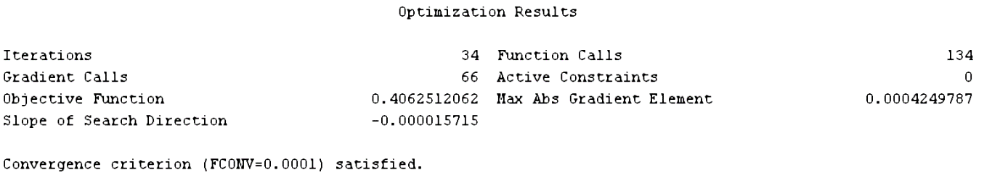 Optimization Results
Iterations 34 Function Calls 134
Gradient Calls 66 Active Constraints 0
Objective Function 0.4062512062 Max Abs Gradient Element 0.0004249787
Slope of Search Direction -0.000015715
Convergence criterion (FCONV=0.0001) satisfied.